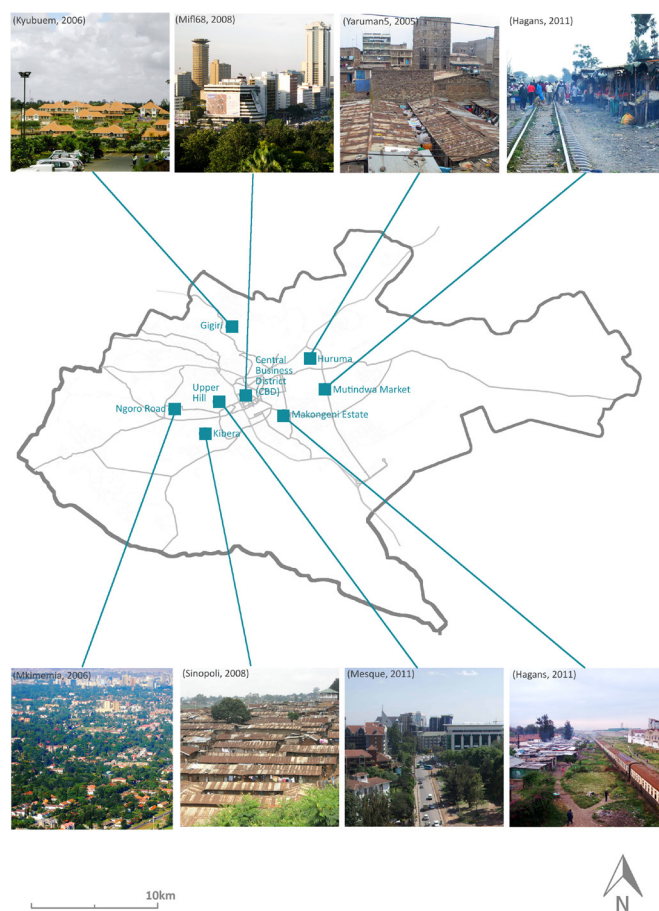 (Kyubuem, 2006)
(Mifl68, 2008)
(Yaruman5, 2005)
(Hagans, 2011)
Gigiri
Central
Business
District
(CBD)
Huruma
Upper
Hill
Mutindwa Market
Ngoro Road
Makongeni Estate
Kibera
(Mkimemia, 2006)
(Sinopoli, 2008)
(Mesque, 2011)
(Hagans, 2011)
10km
N